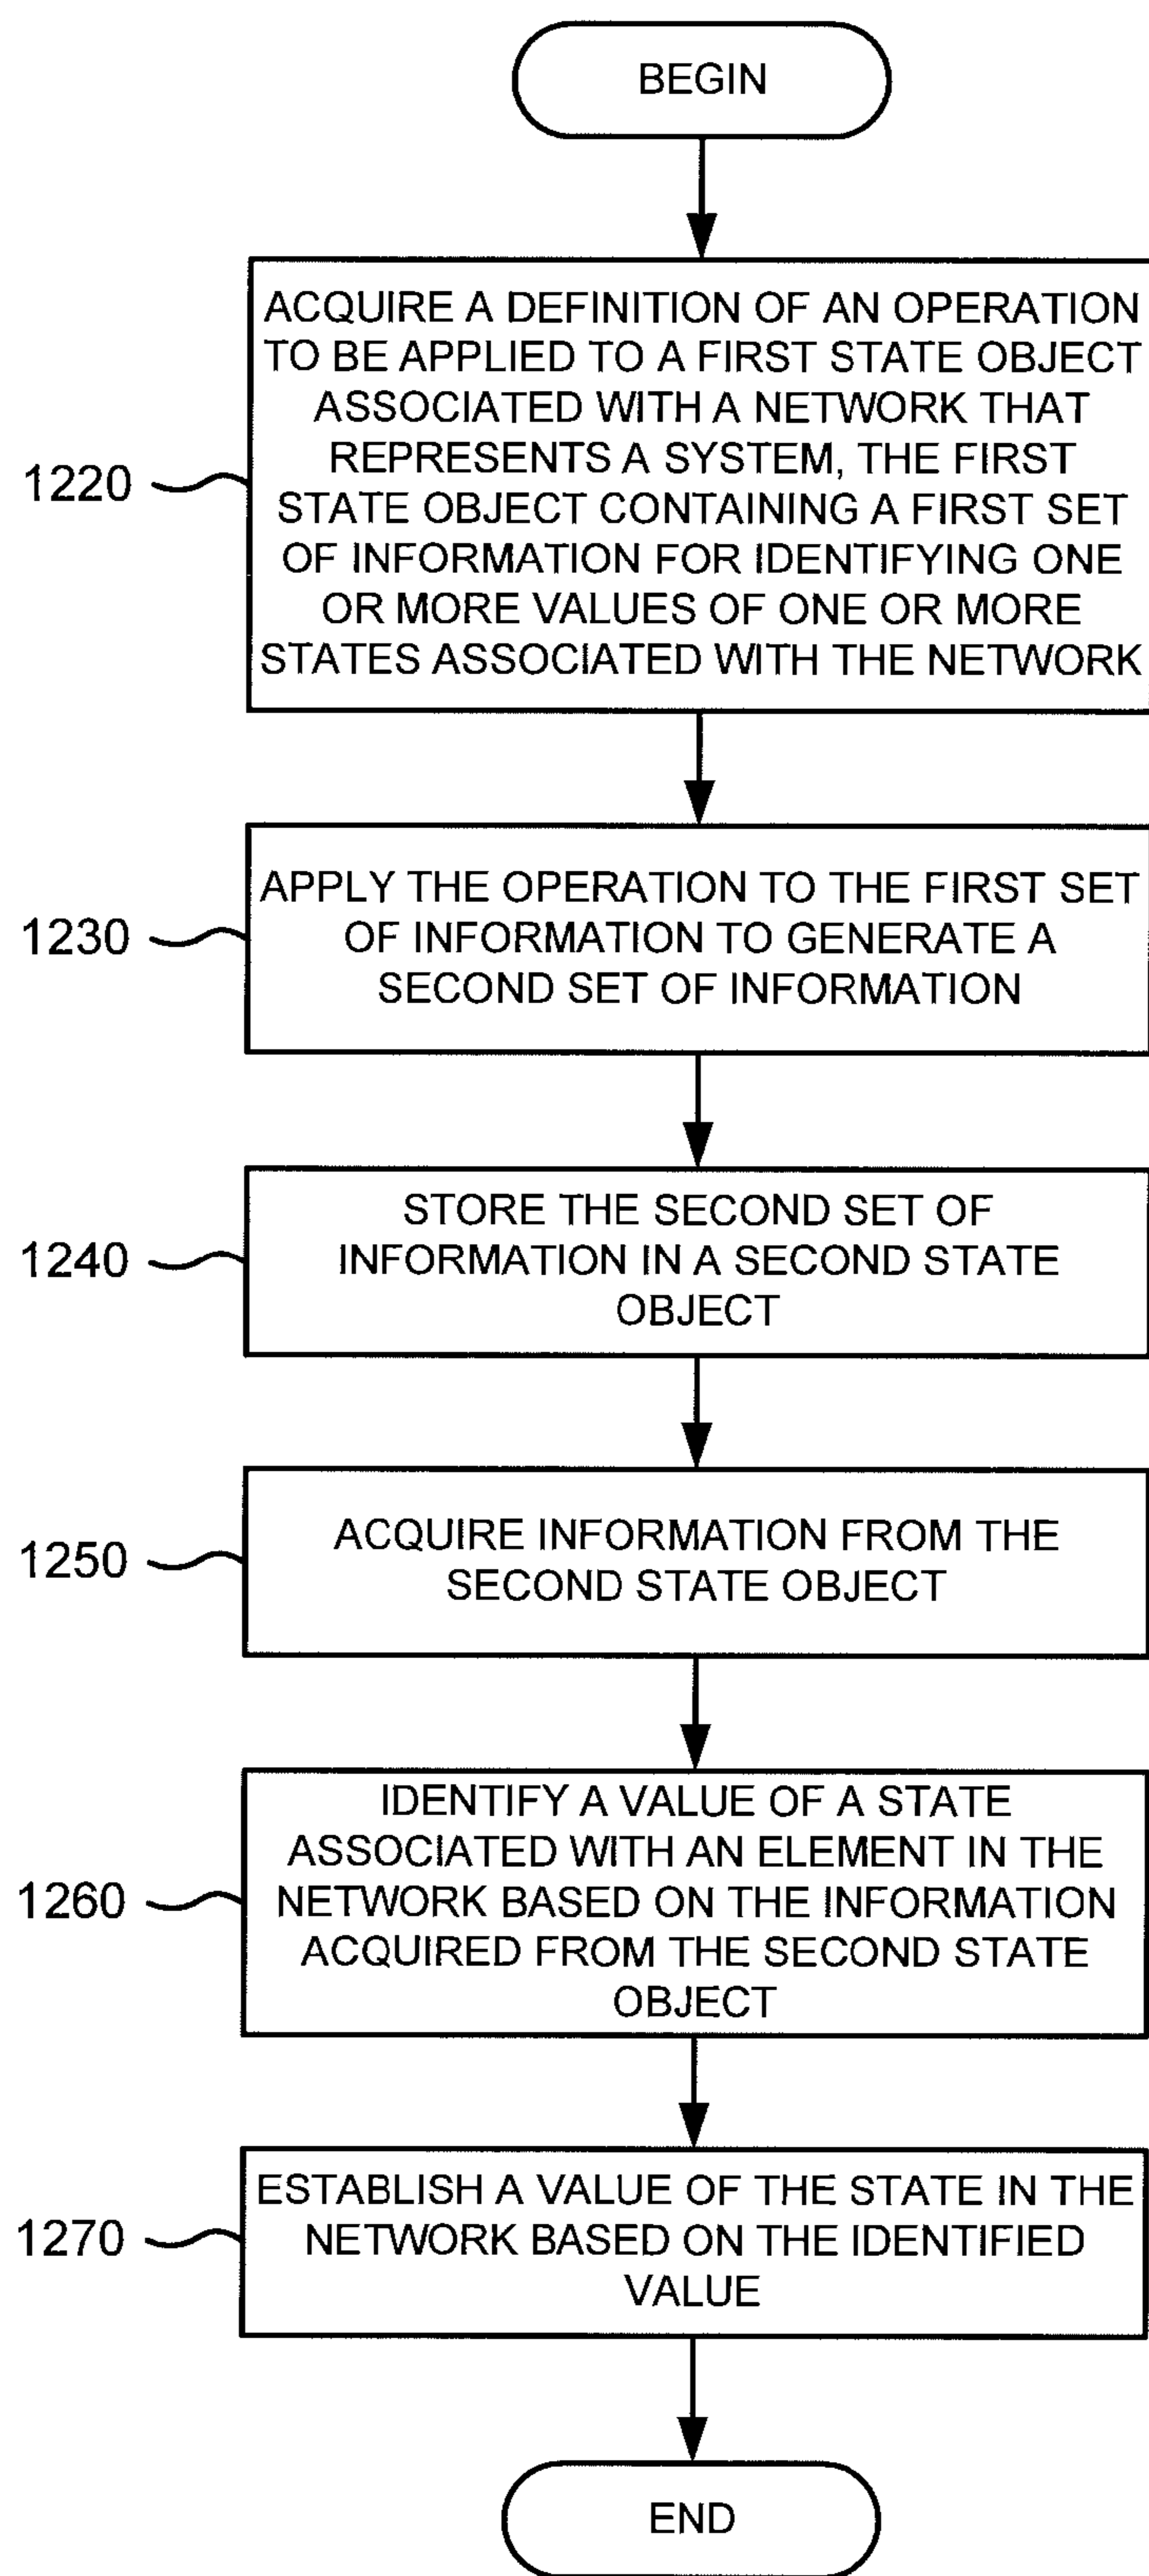 BEGIN
1220
ACQUIRE A DEFINITION OF AN OPERATION
TO BE APPLIED TO A FIRST STATE OBJECT
ASSOCIATED WITH A NETWORK THAT
REPRESENTS A SYSTEM, THE FIRST
STATE OBJECT CONTAINING A FIRST SET
OF INFORMATION FOR IDENTIFYING ONE
OR MORE VALUES OF ONE OR MORE
STATES ASSOCIATED WITH THE NETWORK
1230
APPLY THE OPERATION TO THE FIRST SET
OF INFORMATION TO GENERATE A
SECOND SET OF INFORMATION
1240
STORE THE SECOND SET OF
INFORMATION IN A SECOND STATE
OBJECT
1250
ACQUIRE INFORMATION FROM THE
SECOND STATE OBJECT
1260
IDENTIFY A VALUE OF A STATE
ASSOCIATED WITH AN ELEMENT IN THE
NETWORK BASED ON THE INFORMATION
ACQUIRED FROM THE SECOND STATE
OBJECT
1270
ESTABLISH A VALUE OF THE STATE IN THE
NETWORK BASED ON THE IDENTIFIED
VALUE
END